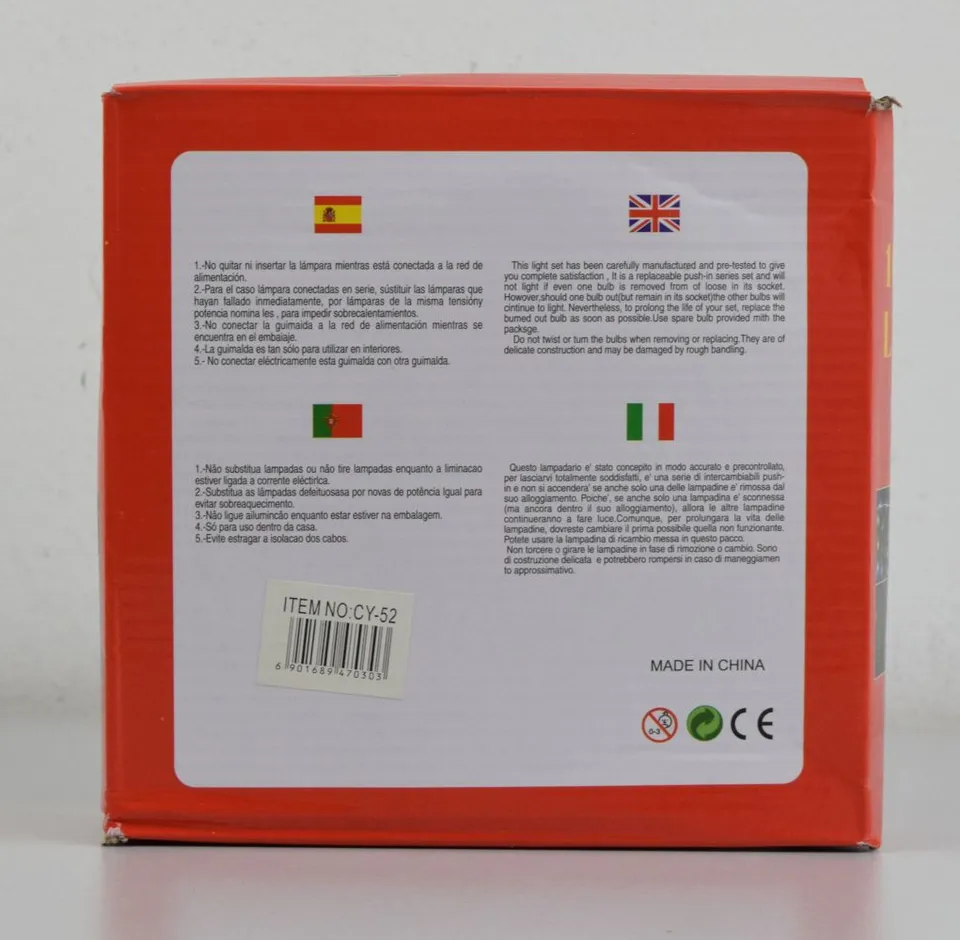 1.-No quitar ni insertar la lámpara mientras está conectada a la red de
alimentación.
2.-Para el caso lámpara conectadas en serie, sústituir las lámparas que
hayan fallado inmediatamente, por lámparas de la misma tensióny
potencia nomina les , para impedir sobrecalentamientos.
3.-No conectar la guimaida a la red de alimentación mientras se
encuentra en el embaiaje.
4.-La guimalda es tan sólo para utilizar en interiores.
5.- No conectar eléctricamente esta guimalda con otra guimalda.
This light set has been carefully manufactured and pre-tested to give
you complete satisfaction , It is a replaceable push-in series set and will
not light if even one bulb is removed from of loose in its socket.
Howover,should one bulb out(but remain in its socket)the other bulbs will
cintinue to light. Nevertheless, to prolong the life of your set, replace the
bumed out bulb as soon as possible.Use spare bulb provided mith the
packsge.
Do not twist or turn the bulbs when removing or replacing.They are of
delicate construction and may be damaged by rough bandling.
1.-Não substitua lampadas ou não tire lampadas enquanto a liminacao
estiver ligada a corrente eléctirica.
2.-Substitua as lâmpadas defeituosasa por novas de potência Igual para
evitar sobreaquecimento.
3.-Não ligue ailumincão enquanto estar estiver na embalagem.
4.-Só para uso dentro da casa.
5.-Evite estragar a isolacao dos cabos.
Questo lampadario e' stato concepito in modo accurato e precontrollato,
per lasciarvi totalmente soddisfatti, e' una serie di intercambiabili push-
in e non si accendera' se anche solo una delle lampadine e' rimossa dal
suo alloggiamento. Poiche', se anche solo una lampadina e' sconnessa
(ma ancora dentro il suo alloggiamento), allora le altre lampadine
continueranno a fare luce.Comunque, per prolungara la vita delle
lampadine, dovreste cambiare il prima possibile quella non funzionante.
Potete usare la lampadina di ricambio messa in questo pacco.
Non torcere o girare le lampadine in fase di rimozione o cambio. Sono
di costruzione delicata e potrebbero rompersi in caso di maneggiamen
to approssimativo.
ITEM NO:CY-52
6 901689 470303
MADE IN CHINA
0-3
CE